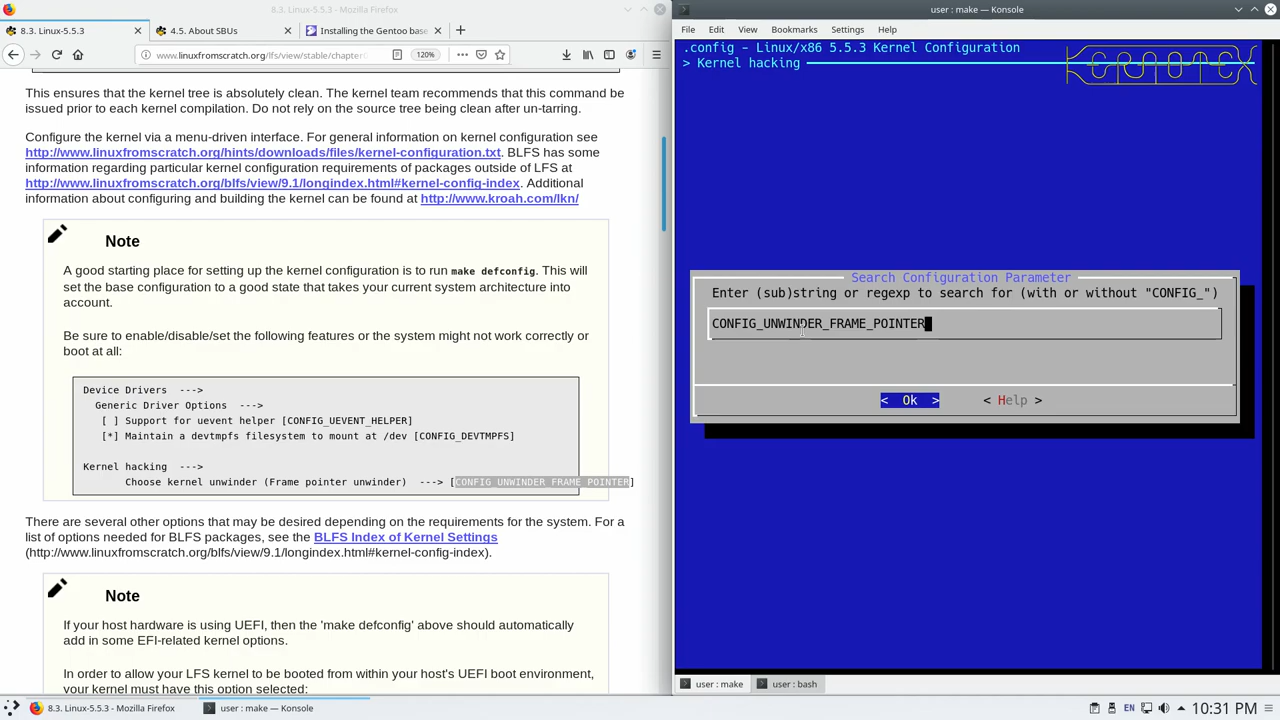 8.3. Linux-5.5.3 - Mozilla Firefox
8.3. Linux-5.5.3
4.5. About SBUs
Installing the Gentoo base
www.linuxfromscratch.org/lfs/view/stable/chapter
120%
This ensures that the kernel tree is absolutely clean. The kernel team recommends that this command be
issued prior to each kernel compilation. Do not rely on the source tree being clean after un-tarring.
Configure the kernel via a menu-driven interface. For general information on kernel configuration see
http://www.linuxfromscratch.org/hints/downloads/files/kernel-configuration.txt. BLFS has some
information regarding particular kernel configuration requirements of packages outside of LFS at
http://www.linuxfromscratch.org/blfs/view/9.1/longindex.html#kernel-config-index. Additional
information about configuring and building the kernel can be found at http://www.kroah.com/lkn/
Note
A good starting place for setting up the kernel configuration is to run make defconfig. This will
set the base configuration to a good state that takes your current system architecture into
account.
Be sure to enable/disable/set the following features or the system might not work correctly or
boot at all:
Device Drivers --->
Generic Driver Options --->
[ ] Support for uevent helper [CONFIG_UEVENT_HELPER]
[*] Maintain a devtmpfs filesystem to mount at /dev [CONFIG_DEVTMPFS]
Kernel hacking --->
Choose kernel unwinder (Frame pointer unwinder) ---> [CONFIG_UNWINDER_FRAME_POINTER]
There are several other options that may be desired depending on the requirements for the system. For a
list of options needed for BLFS packages, see the BLFS Index of Kernel Settings
(http://www.linuxfromscratch.org/blfs/view/9.1/longindex.html#kernel-config-index).
Note
If your host hardware is using UEFI, then the 'make defconfig' above should automatically
add in some EFI-related kernel options.
In order to allow your LFS kernel to be booted from within your host's UEFI boot environment,
your kernel must have this option selected:
user : make — Konsole
File Edit View Bookmarks Settings Help
.config - Linux/x86 5.5.3 Kernel Configuration
> Kernel hacking
Search Configuration Parameter
Enter (sub)string or regexp to search for (with or without "CONFIG_")
CONFIG_UNWINDER_FRAME_POINTER
< Ok > < Help >
user : make
user : bash
8.3. Linux-5.5.3 - Mozilla Firefox
user : make — Konsole
EN
10:31 PM